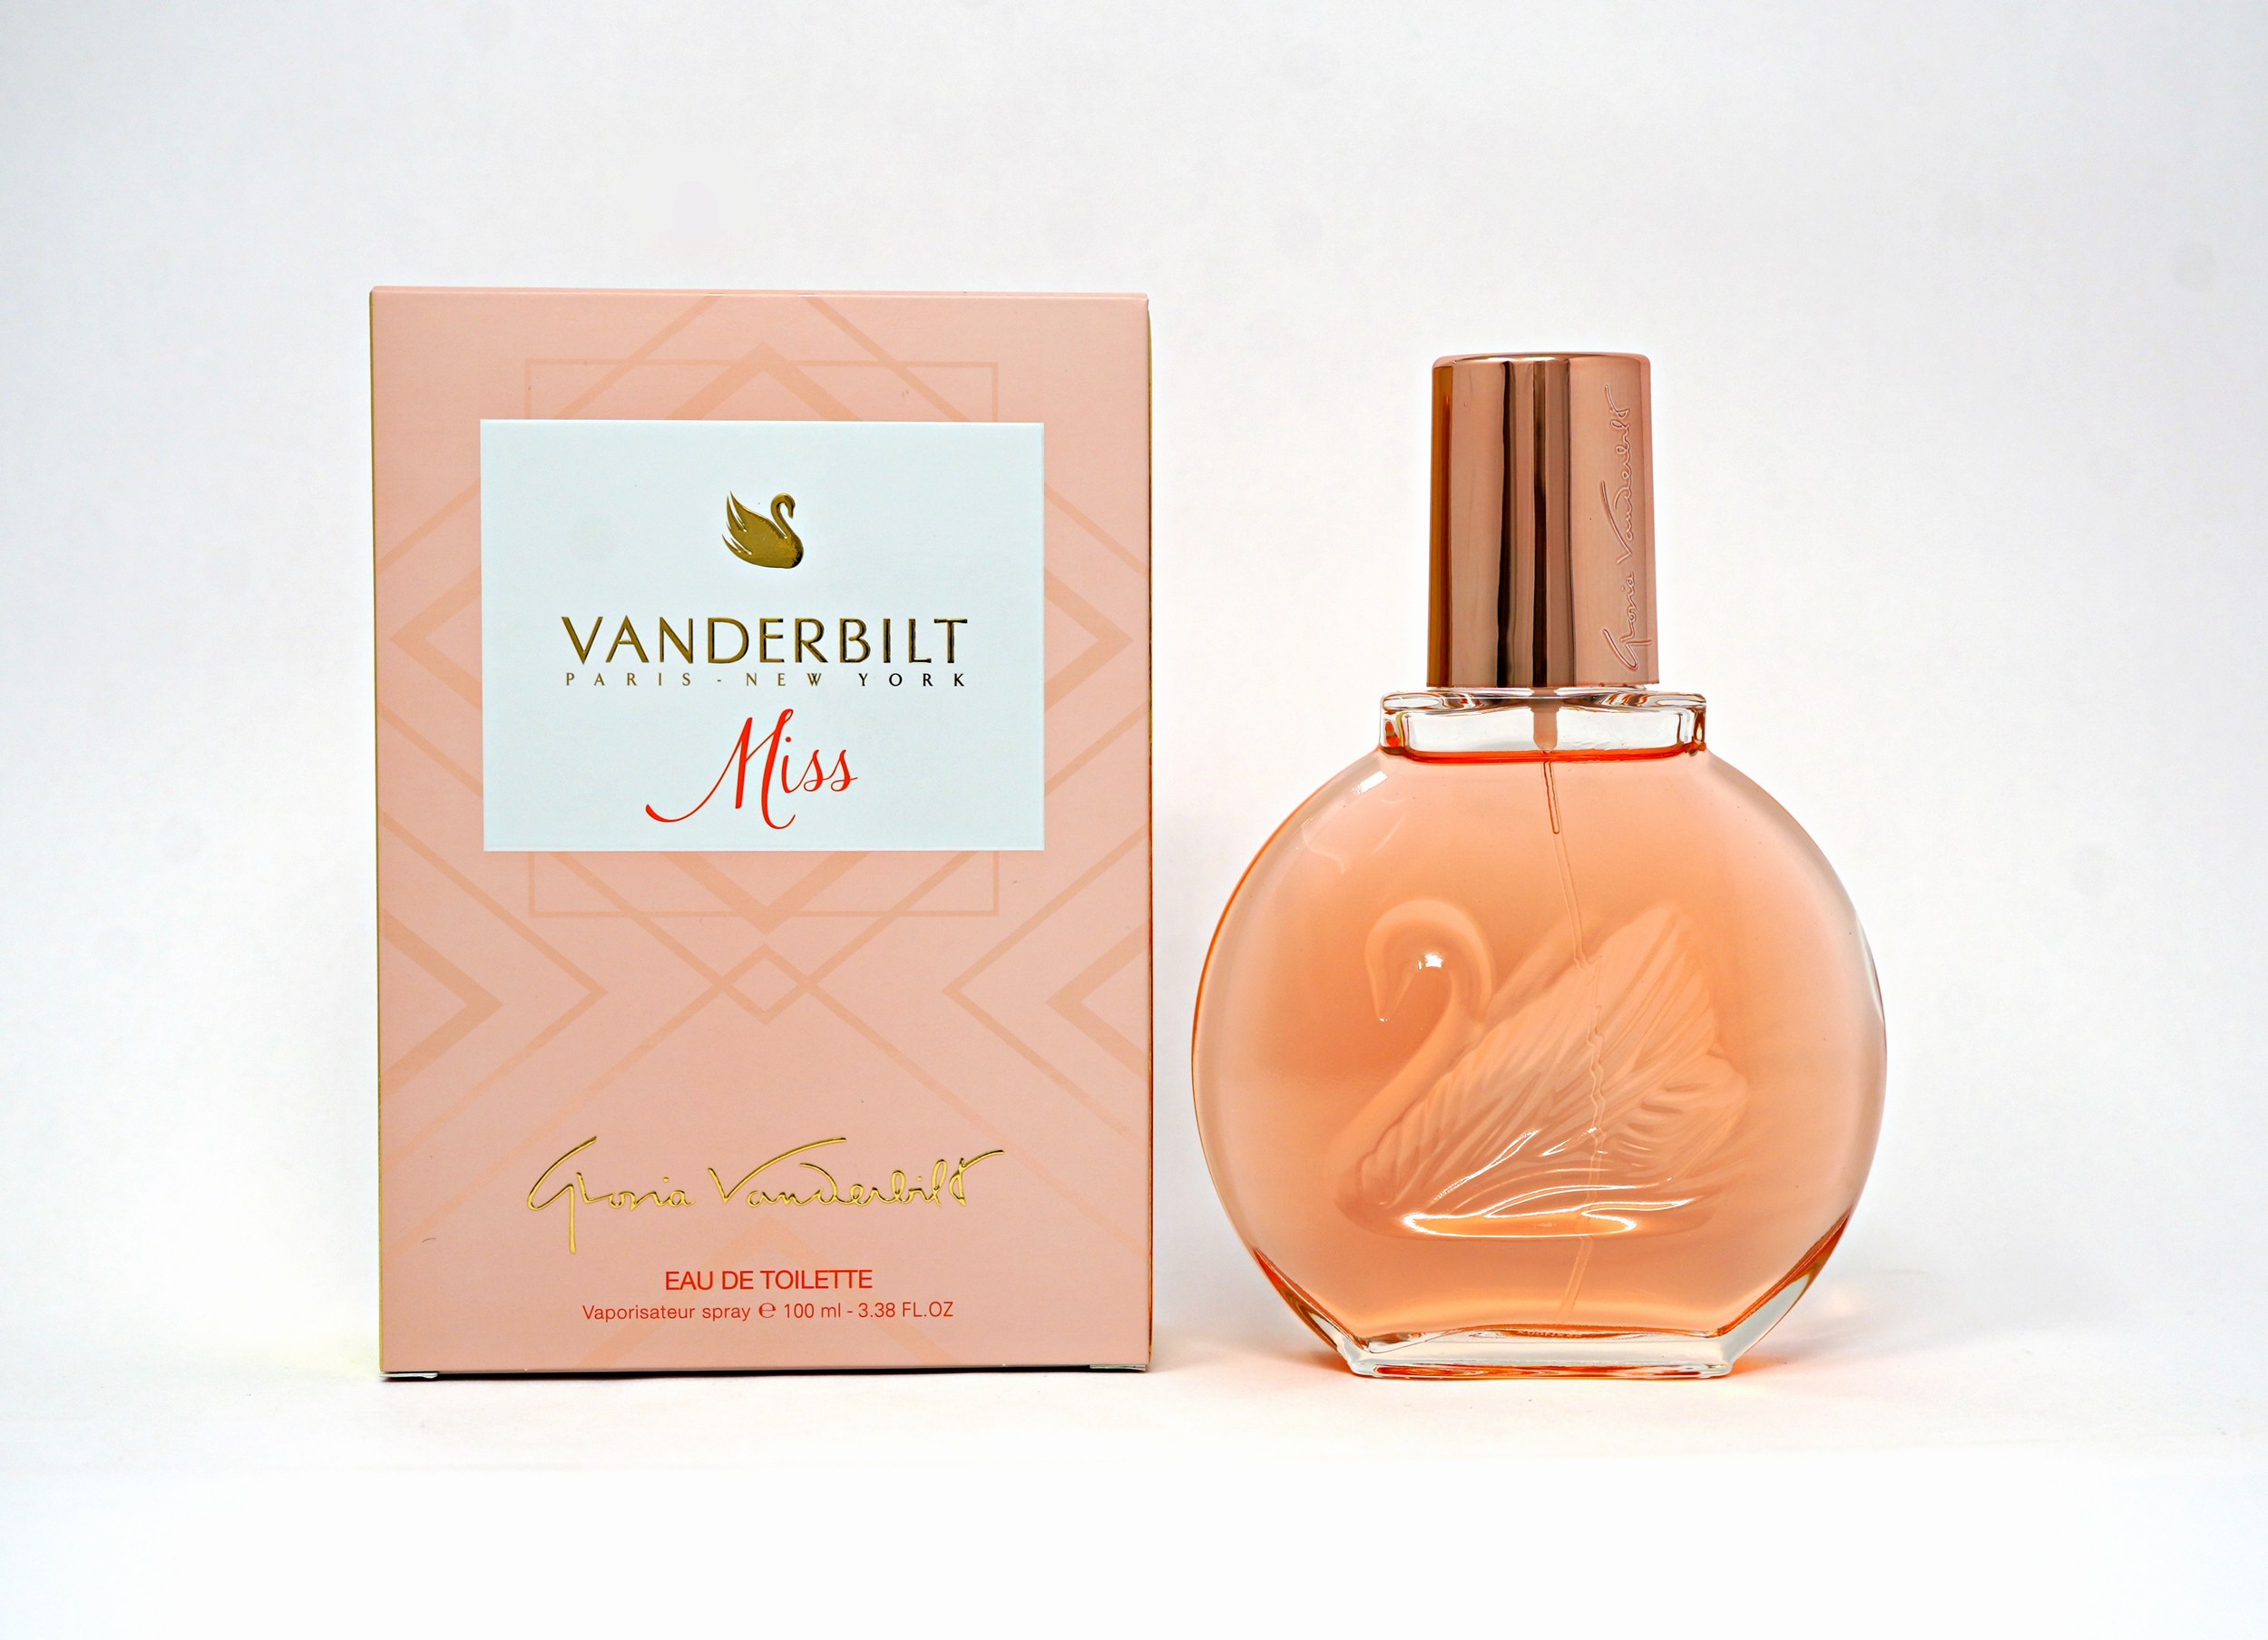 VANDERBILT
PARIS - NEW YORK
Miss
Gloria Vanderbilt
EAU DE TOILETTE
Vaporisateur spray ℮ 100 ml - 3.38 FL.OZ
Gloria Vanderbilt